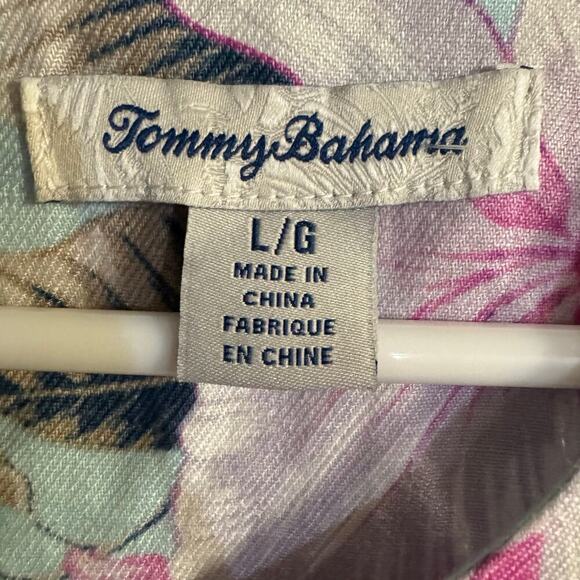 Tommy Bahama
L/G
MADE IN
CHINA
FABRIQUE
EN CHINE